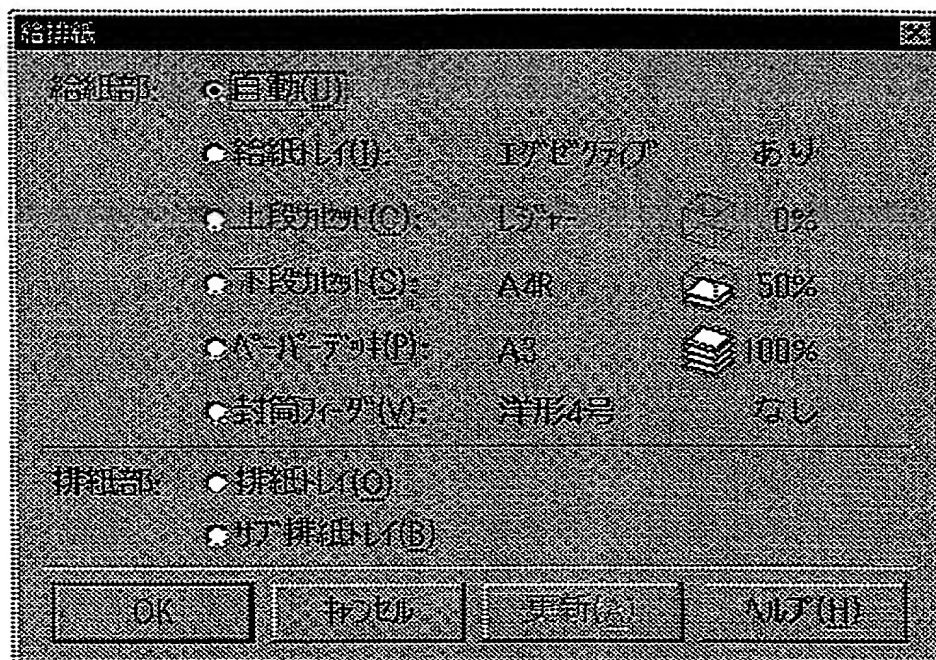 給排紙
給紙部: 自動(U)
給紙トレイ(I): エグゼクティブ あり
上段カセット(C): レジャー 0%
下段カセット(S): A4R 50%
ペーパーデッキ(P): A3 100%
封筒フィーダ(V): 洋形4号 なし
排紙部: 排紙トレイ(O)
サブ排紙トレイ(B)
OK キャンセル 更新(A) ヘルプ(H)